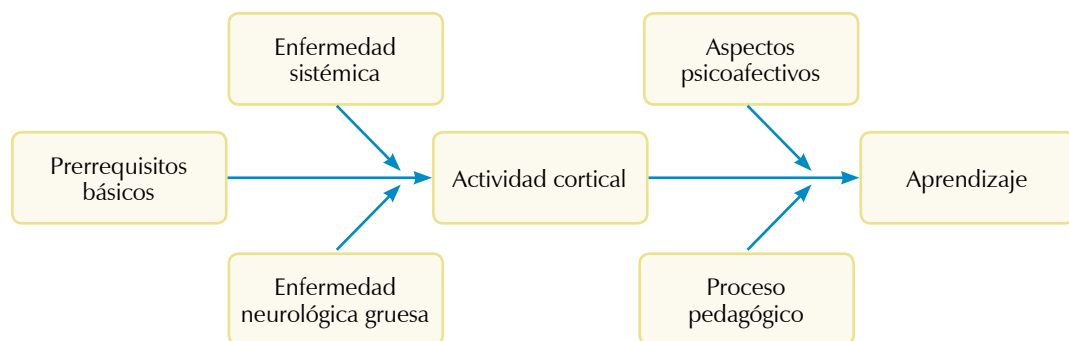 Enfermedad
sistémica
Aspectos
psicoafectivos
Prerrequisitos
básicos
Actividad cortical
Aprendizaje
Enfermedad
neurológica gruesa
Proceso
pedagógico